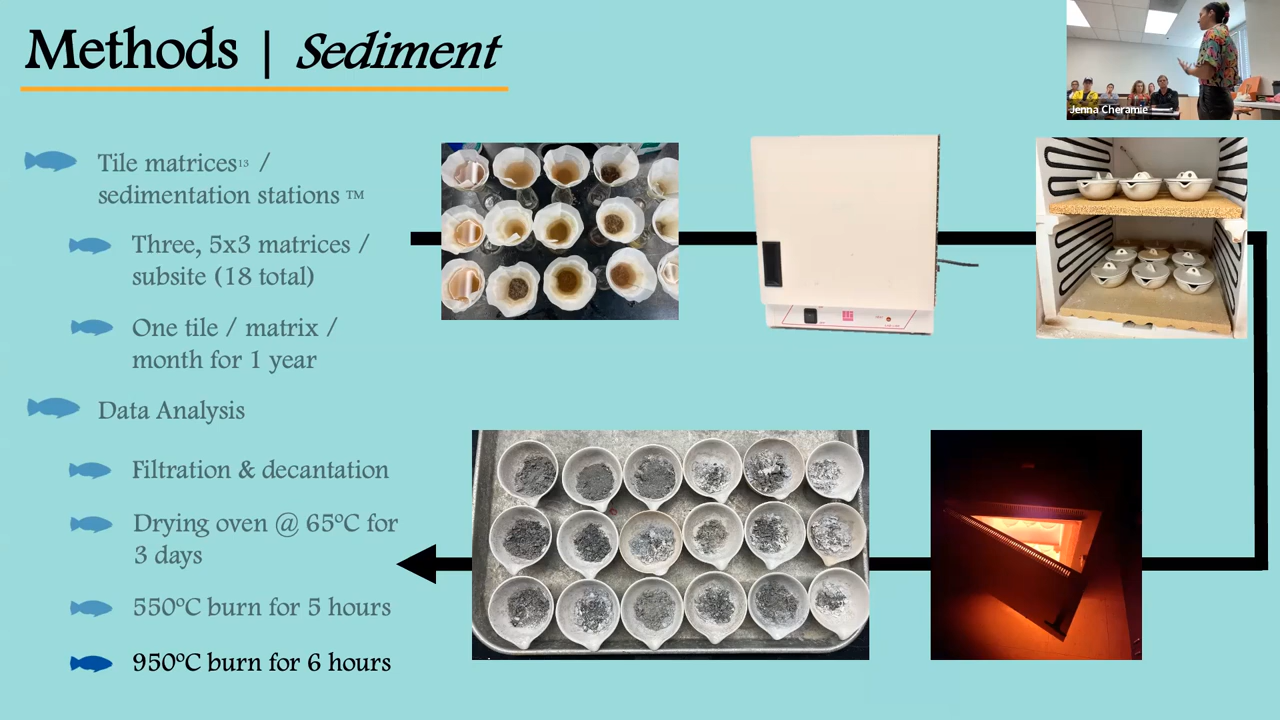 Methods | Sediment
Jenna Cheramie
Tile matrices¹³ /
sedimentation stations ™
Three, 5x3 matrices /
subsite (18 total)
One tile / matrix /
month for 1 year
Data Analysis
Filtration & decantation
Drying oven @ 65ºC for
3 days
550ºC burn for 5 hours
950ºC burn for 6 hours